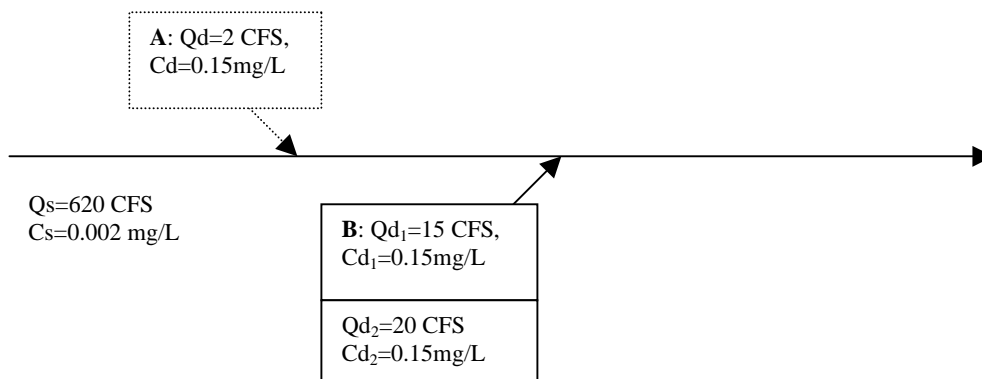 A: Qd=2 CFS,
Cd=0.15mg/L
Qs=620 CFS
Cs=0.002 mg/L
B: Qd₁=15 CFS,
Cd₁=0.15mg/L
Qd₂=20 CFS
Cd₂=0.15mg/L